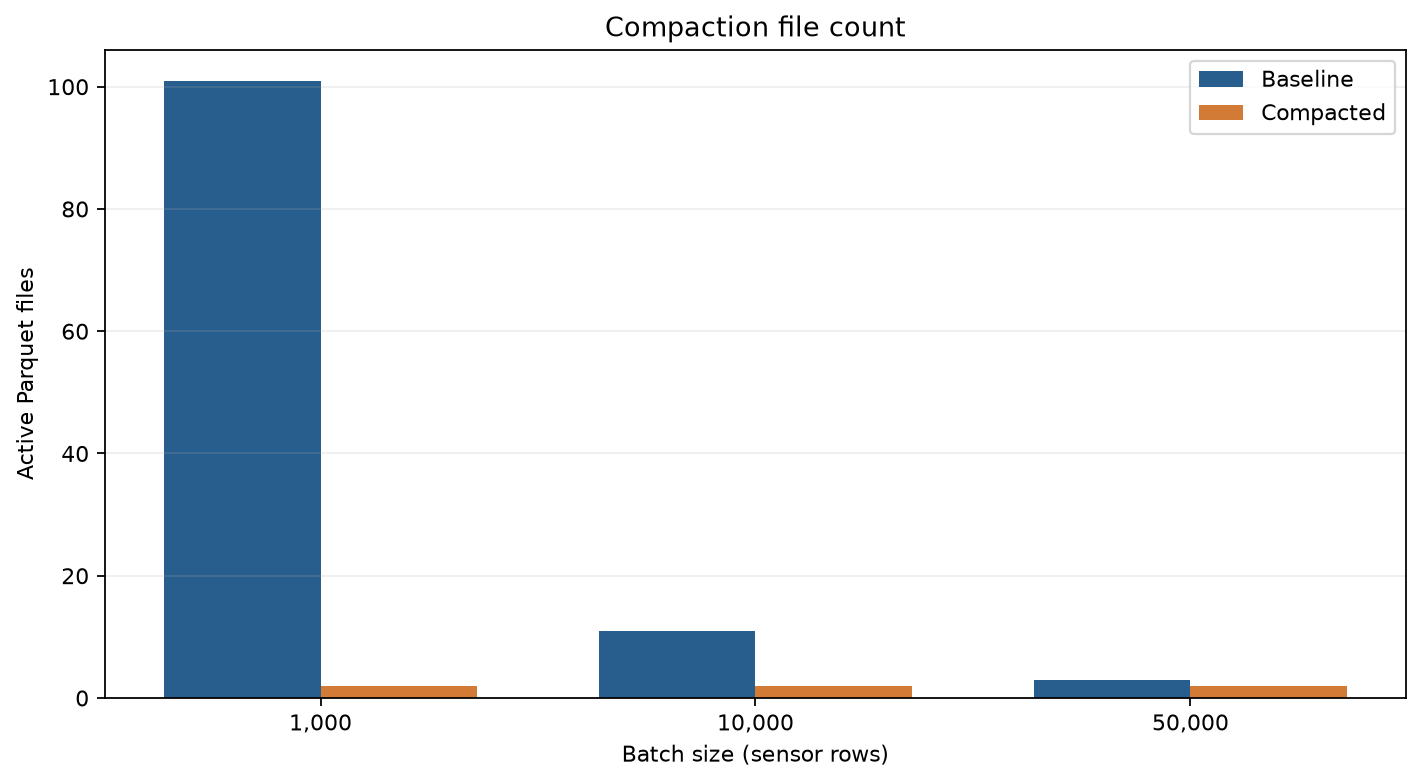 Compaction file count
Baseline
Compacted
Active Parquet files
100
80
60
40
20
0
1,000
10,000
50,000
Batch size (sensor rows)